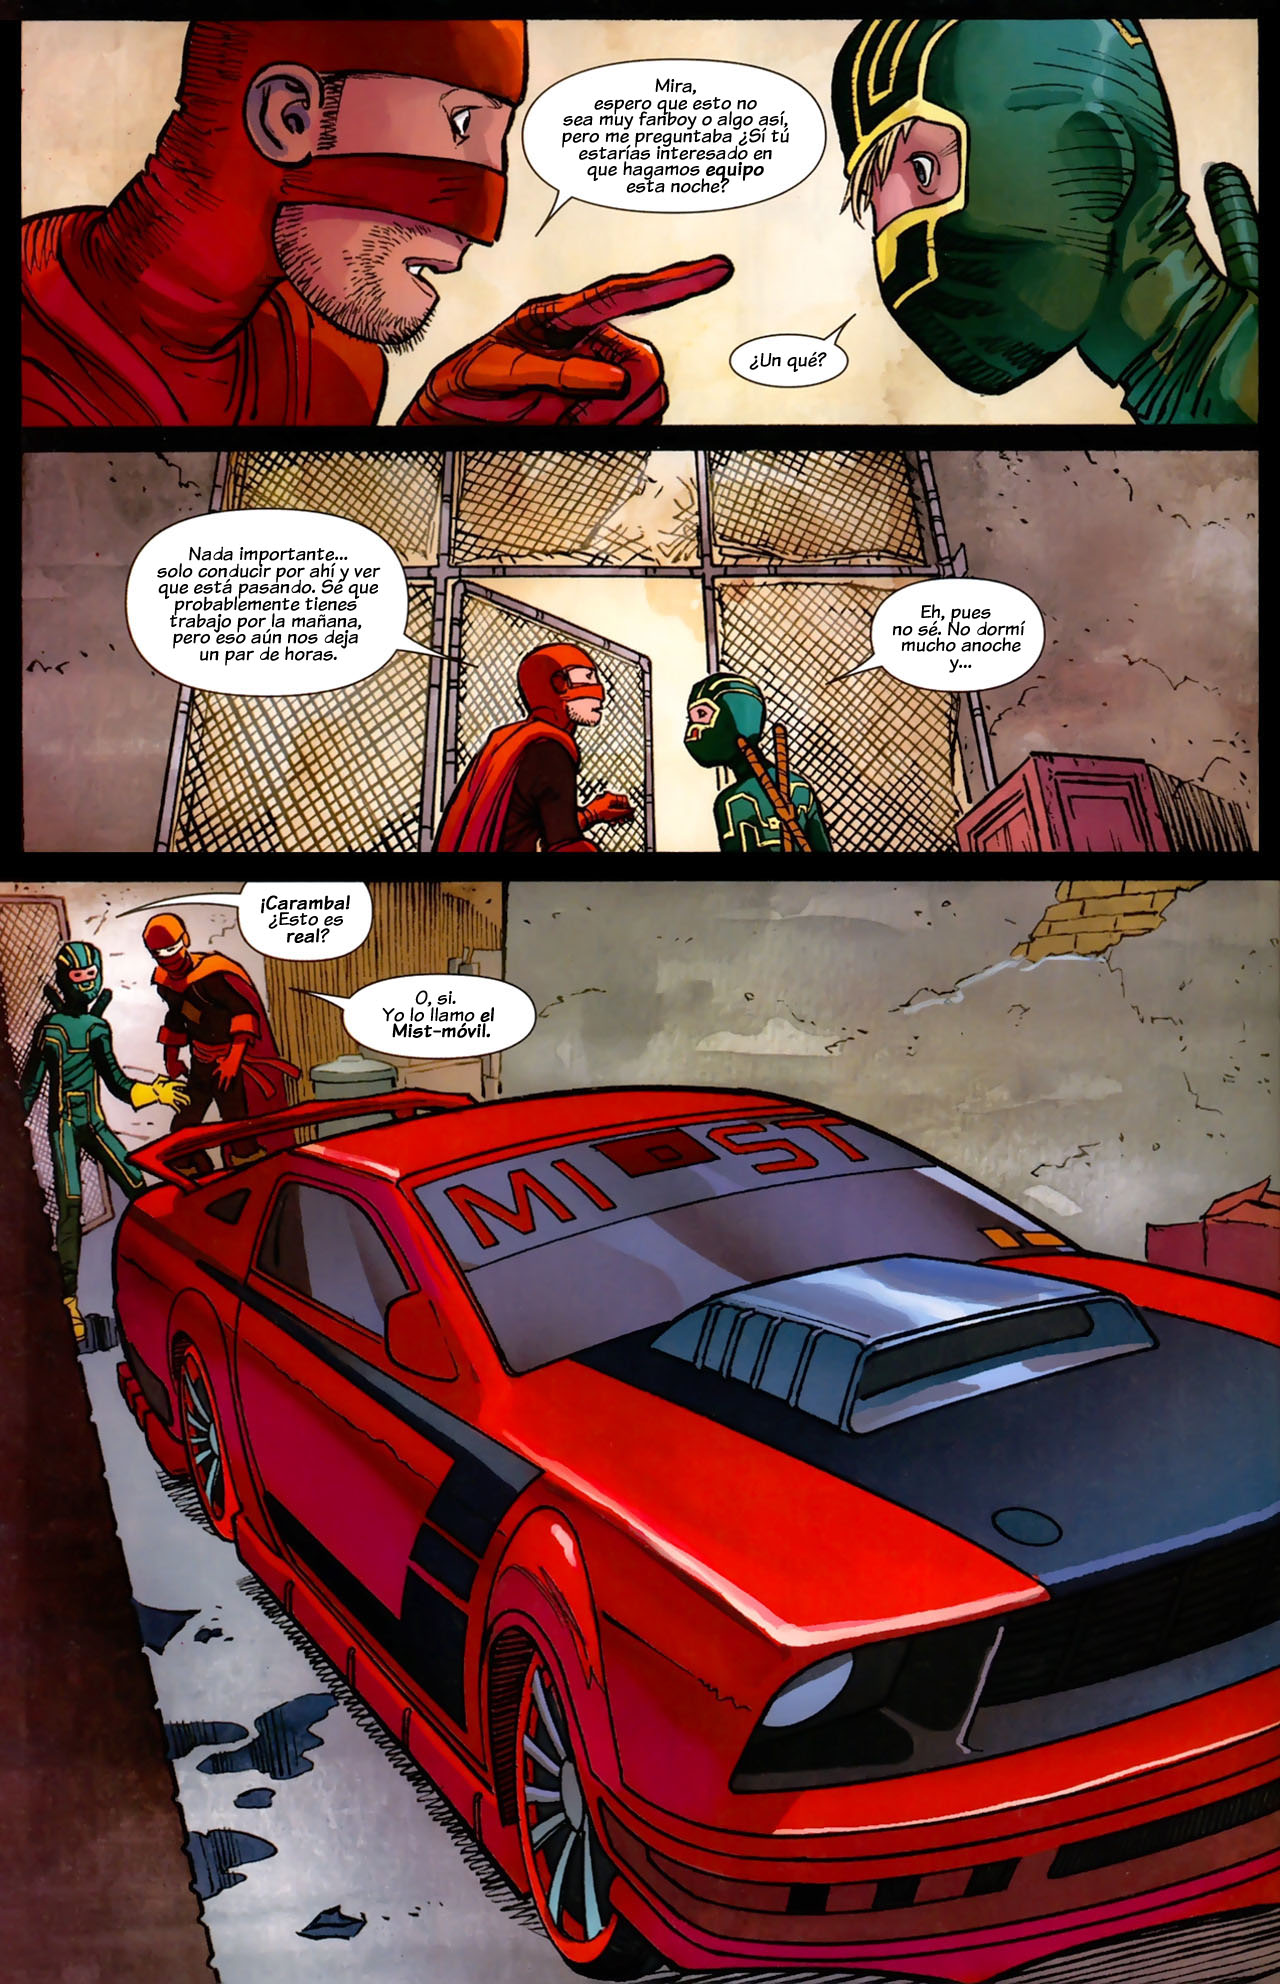 Mira,
espero que esto no
sea muy fanboy o algo así,
pero me preguntaba ¿Sí tú
estarías interesado en
que hagamos equipo
esta noche?
¿Un qué?
Nada importante...
solo conducir por ahí y ver
que está pasando. Sé que
probablemente tienes
trabajo por la mañana,
pero eso aún nos deja
un par de horas.
Eh, pues
no sé. No dormí
mucho anoche
y...
¡Caramba!
¿Esto es
real?
O, si.
Yo lo llamo el
Mist-móvil.
MI ST